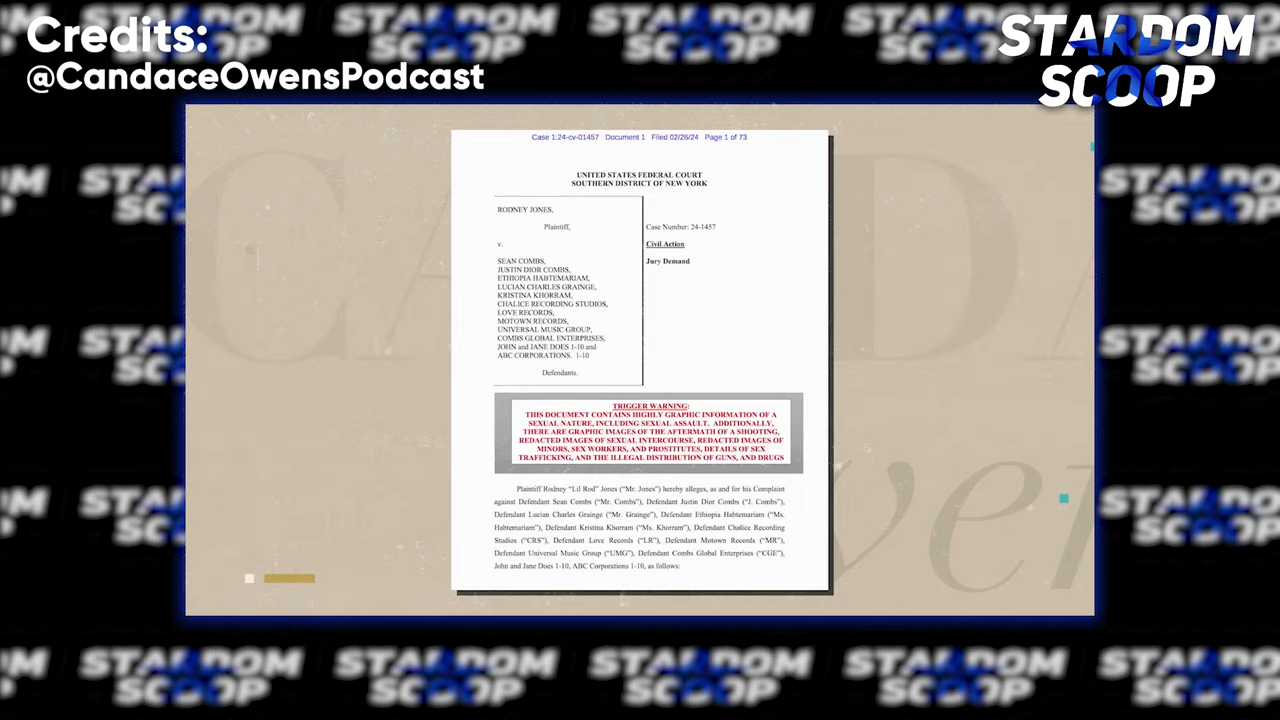 Credits:
@CandaceOwensPodcast
STARDOM
SCOOP
Case 1:24-cv-01457 Document 1 Filed 02/26/24 Page 1 of 73
UNITED STATES FEDERAL COURT
SOUTHERN DISTRICT OF NEW YORK
RODNEY JONES,
Plaintiff,
v.
SEAN COMBS,
JUSTIN DIOR COMBS,
ETHIOPIA HABTEMARIAM,
LUCIAN CHARLES GRAINGE,
KRISTINA KHORRAM,
CHALICE RECORDING STUDIOS,
LOVE RECORDS,
MOTOWN RECORDS,
UNIVERSAL MUSIC GROUP,
COMBS GLOBAL ENTERPRISES,
JOHN and JANE DOES 1-10 and
ABC CORPORATIONS. 1-10
Defendants.
Case Number: 24-1457
Civil Action
Jury Demand
TRIGGER WARNING:
THIS DOCUMENT CONTAINS HIGHLY GRAPHIC INFORMATION OF A
SEXUAL NATURE, INCLUDING SEXUAL ASSAULT. ADDITIONALLY,
THERE ARE GRAPHIC IMAGES OF THE AFTERMATH OF A SHOOTING,
REDACTED IMAGES OF SEXUAL INTERCOURSE, REDACTED IMAGES OF
MINORS, SEX WORKERS, AND PROSTITUTES, DETAILS OF SEX
TRAFFICKING, AND THE ILLEGAL DISTRIBUTION OF GUNS, AND DRUGS
Plaintiff Rodney “Lil Rod” Jones (“Mr. Jones”) hereby alleges, as and for his Complaint
against Defendant Sean Combs (“Mr. Combs”), Defendant Justin Dior Combs (“J. Combs”),
Defendant Lucian Charles Grainge (“Mr. Grainge”), Defendant Ethiopia Habtemariam (“Ms.
Habtemariam”), Defendant Kristina Khorram (“Ms. Khorram”), Defendant Chalice Recording
Studios (“CRS”), Defendant Love Records (“LR”), Defendant Motown Records (“MR”),
Defendant Universal Music Group (“UMG”), Defendant Combs Global Enterprises (“CGE”),
John and Jane Does 1-10, ABC Corporations 1-10, as follows: